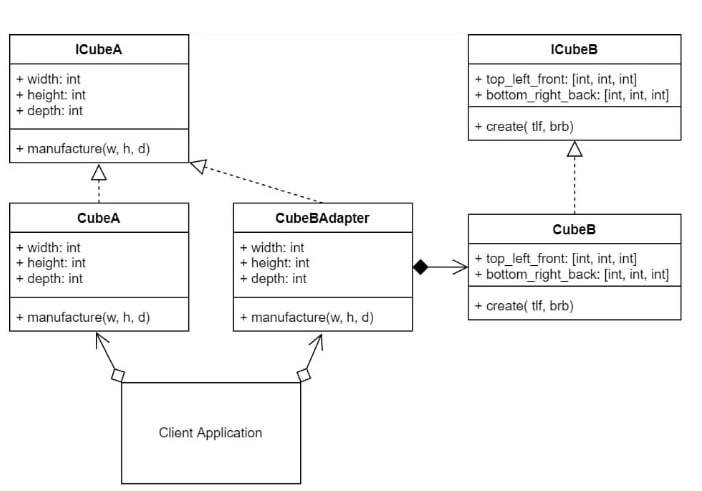 ICubeA
+ width: int
+ height: int
+ depth: int
+ manufacture(w, h, d)
ICubeB
+ top_left_front: [int, int, int]
+ bottom_right_back: [int, int, int]
+ create( tlf, brb)
CubeA
+ width: int
+ height: int
+ depth: int
+ manufacture(w, h, d)
CubeBAdapter
+ width: int
+ height: int
+ depth: int
+ manufacture(w, h, d)
CubeB
+ top_left_front: [int, int, int]
+ bottom_right_back: [int, int, int]
+ create( tlf, brb)
Client Application